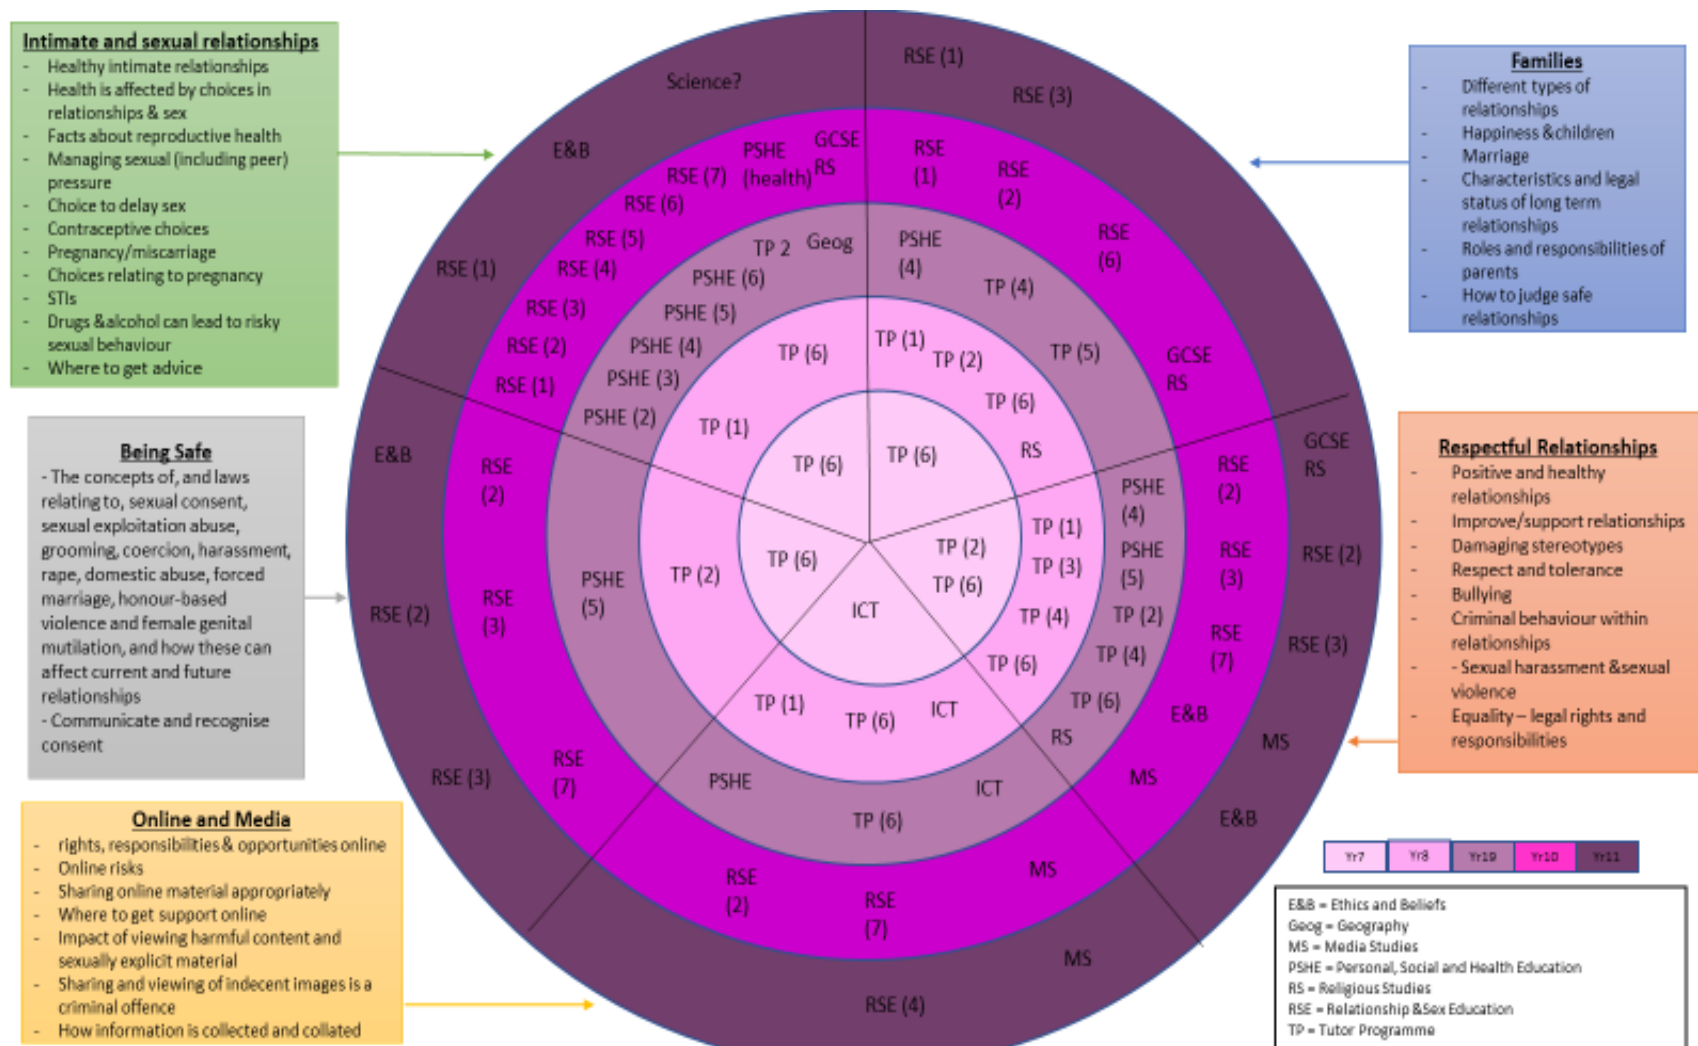 Intimate and sexual relationships
- Healthy intimate relationships
- Health is affected by choices in
relationships & sex
- Facts about reproductive health
- Managing sexual (including peer)
pressure
- Choice to delay sex
- Contraceptive choices
- Pregnancy/miscarriage
- Choices relating to pregnancy
- STIs
- Drugs &alcohol can lead to risky
sexual behaviour
- Where to get advice
Being Safe
- The concepts of, and laws
relating to, sexual consent,
sexual exploitation abuse,
grooming, coercion, harassment,
rape, domestic abuse, forced
marriage, honour-based
violence and female genital
mutilation, and how these can
affect current and future
relationships
- Communicate and recognise
consent
Online and Media
- rights, responsibilities & opportunities online
- Online risks
- Sharing online material appropriately
- Where to get support online
- Impact of viewing harmful content and
sexually explicit material
- Sharing and viewing of indecent images is a
criminal offence
- How information is collected and collated
Science?
E&B
RSE (1)
GCSE
RS
PSHE
(health)
RSE (7)
RSE (6)
RSE (5)
RSE (4)
RSE (3)
RSE (2)
RSE (1)
Geog
TP 2
PSHE (6)
PSHE (5)
PSHE (4)
PSHE (3)
PSHE (2)
TP (6)
TP (1)
TP (6)
RSE (1)
RSE (3)
RSE
(1)
RSE
(2)
RSE
(6)
GCSE
RS
PSHE
(4)
TP (4)
TP (5)
TP (1)
TP (2)
TP (6)
RS
TP (6)
GCSE
RS
RSE (2)
RSE (3)
MS
E&B
RSE
(2)
RSE
(3)
RSE
(7)
E&B
MS
PSHE
(4)
PSHE
(5)
TP (2)
TP (4)
TP (6)
RS
TP (1)
TP (3)
TP (4)
TP (6)
TP (2)
TP (6)
E&B
RSE (2)
RSE (3)
RSE
(2)
RSE
(3)
RSE
(7)
PSHE
(5)
TP (2)
TP (6)
ICT
TP (1)
TP (6)
ICT
PSHE
TP (6)
ICT
RSE
(2)
RSE
(7)
MS
RSE (4)
MS
Families
- Different types of
relationships
- Happiness &children
- Marriage
- Characteristics and legal
status of long term
relationships
- Roles and responsibilities of
parents
- How to judge safe
relationships
Respectful Relationships
- Positive and healthy
relationships
- Improve/support relationships
- Damaging stereotypes
- Respect and tolerance
- Bullying
- Criminal behaviour within
relationships
- - Sexual harassment &sexual
violence
- Equality – legal rights and
responsibilities
Yr7 Yr8 Yr19 Yr10 Yr11
E&B = Ethics and Beliefs
Geog = Geography
MS = Media Studies
PSHE = Personal, Social and Health Education
RS = Religious Studies
RSE = Relationship &Sex Education
TP = Tutor Programme